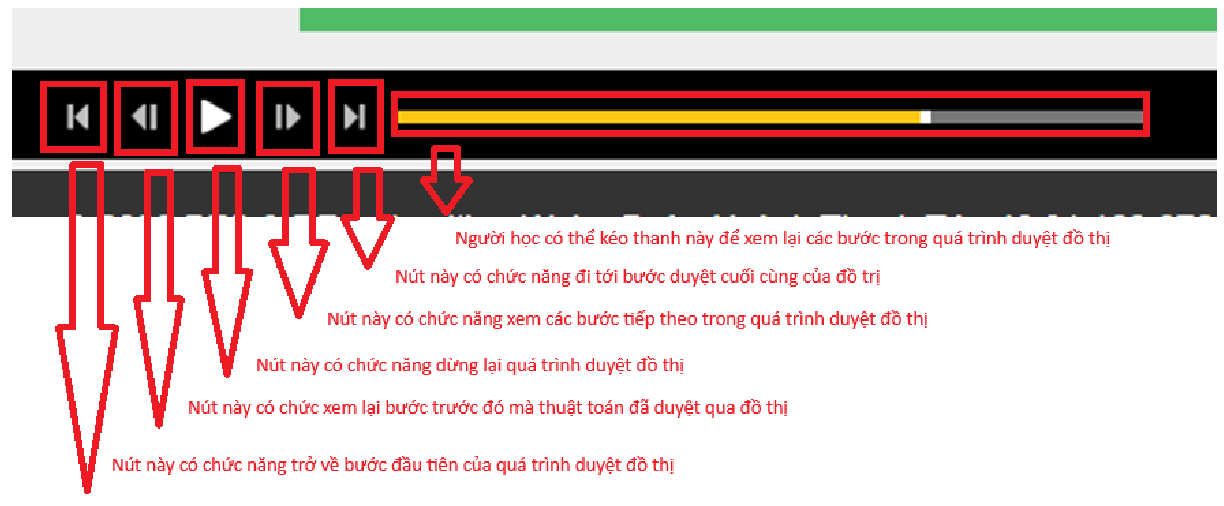 Người học có thể kéo thanh này để xem lại các bước trong quá trình duyệt đồ thị
Nút này có chức năng đi tới bước duyệt cuối cùng của đồ trị
Nút này có chức năng xem các bước tiếp theo trong quá trình duyệt đồ thị
Nút này có chức năng dừng lại quá trình duyệt đồ thị
Nút này có chức xem lại bước trước đó mà thuật toán đã duyệt qua đồ thị
Nút này có chức năng trở về bước đầu tiên của quá trình duyệt đồ thị